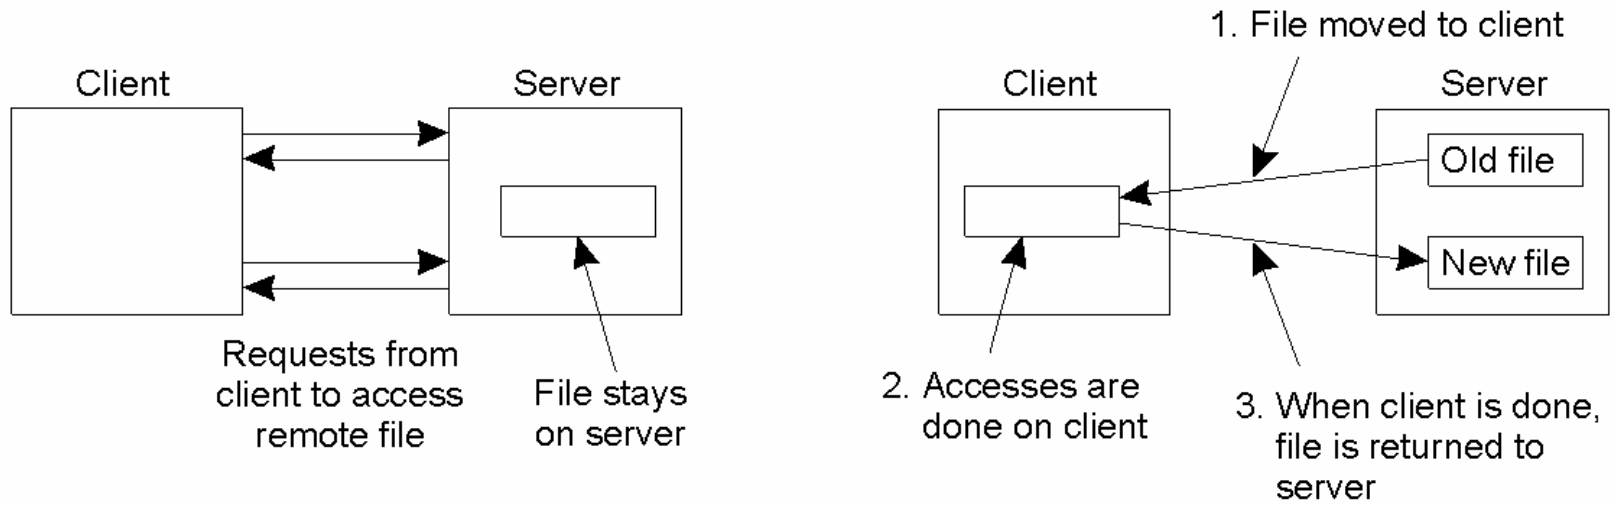 Client
Server
Requests from
client to access
remote file
File stays
on server
1. File moved to client
Client
Server
Old file
New file
2. Accesses are
done on client
3. When client is done,
file is returned to
server